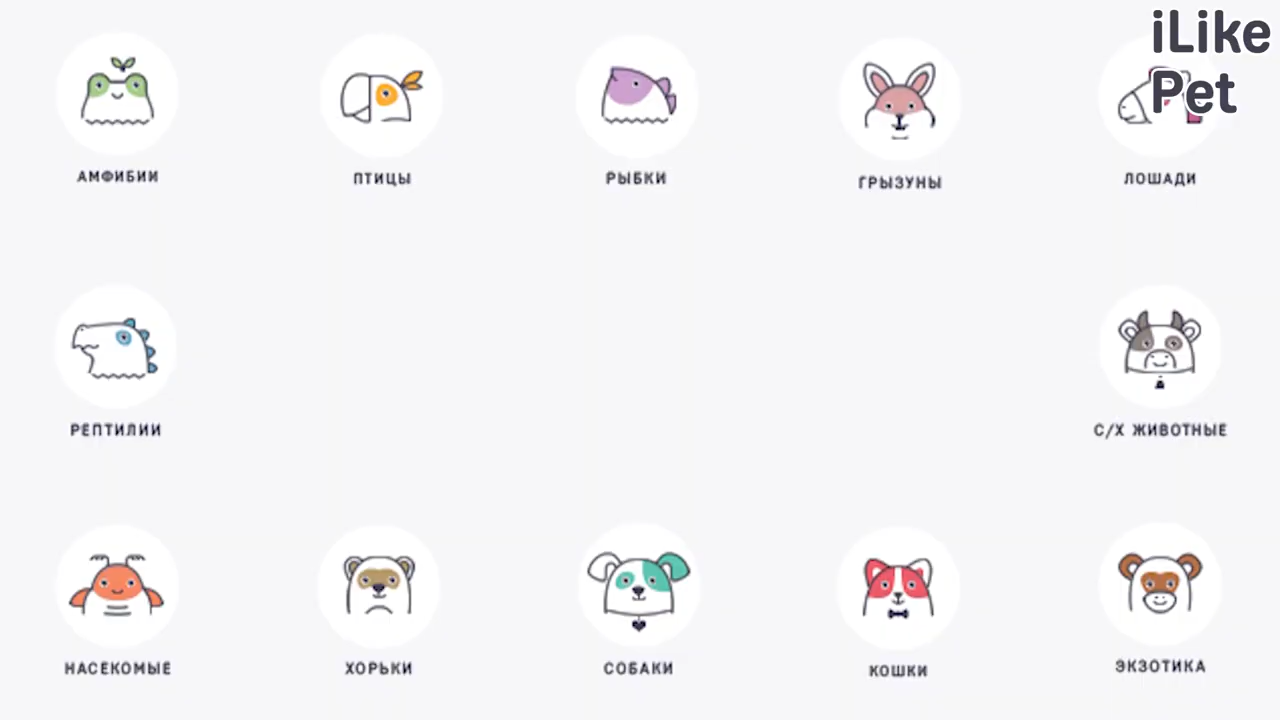 iLike
Pet
АМФИБИИ
ПТИЦЫ
РЫБКИ
ГРЫЗУНЫ
ЛОШАДИ
РЕПТИЛИИ
С/Х ЖИВОТНЫЕ
НАСЕКОМЫЕ
ХОРЬКИ
СОБАКИ
КОШКИ
ЭКЗОТИКА